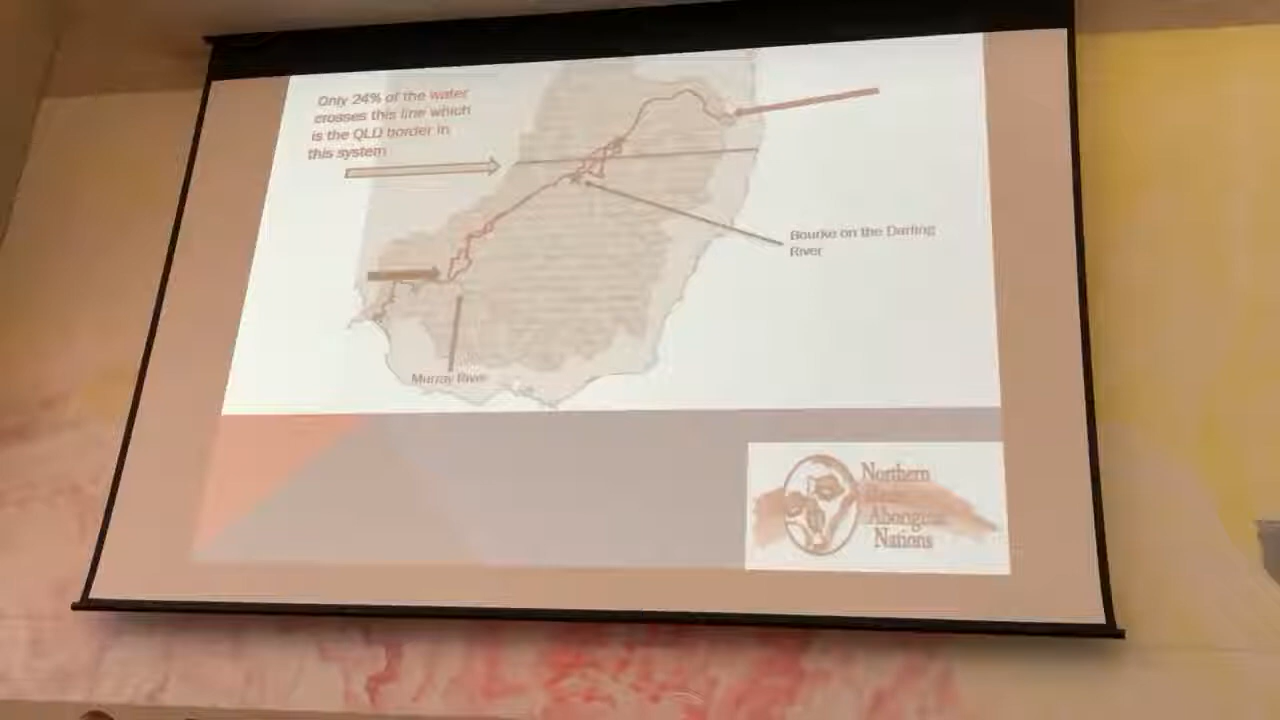 Only 24% of the water
crosses this line which
is the QLD border in
this system
Bourke on the Darling
River
Murray River
Northern
Aboriginal
Nations